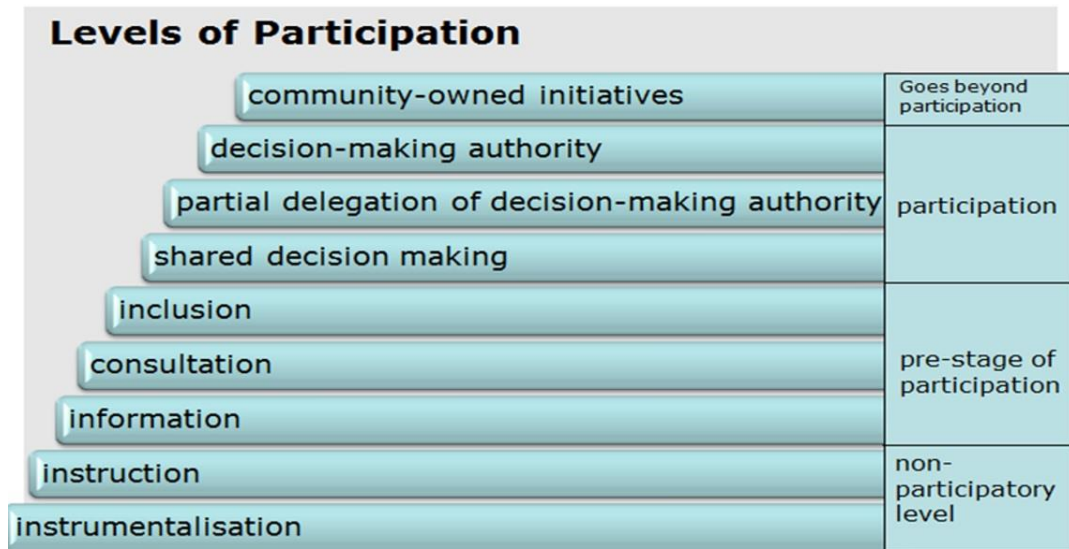 Levels of Participation
community-owned initiatives
Goes beyond
participation
decision-making authority
partial delegation of decision-making authority
participation
shared decision making
inclusion
consultation
pre-stage of
participation
information
instruction
non-
participatory
level
instrumentalisation